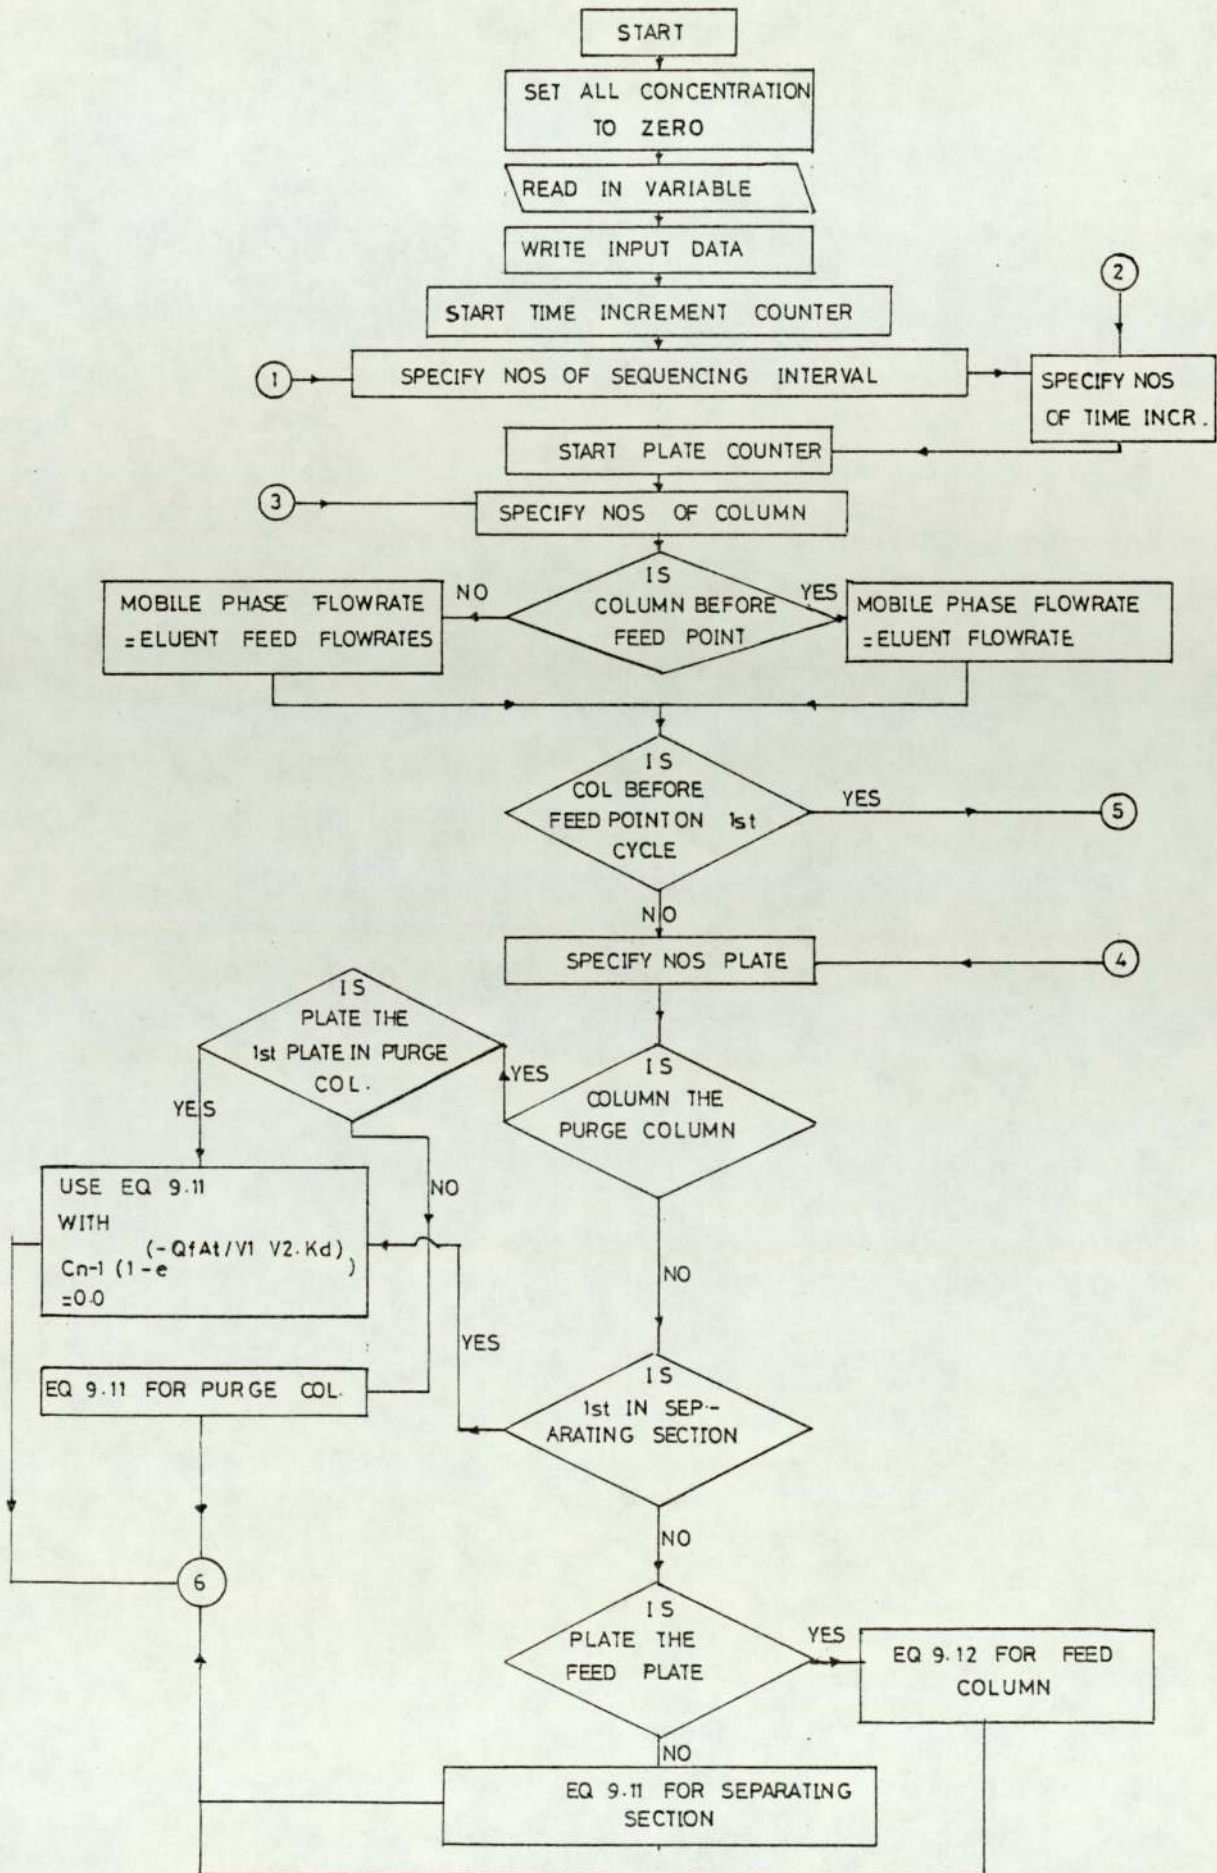 START
SET ALL CONCENTRATION
TO ZERO
READ IN VARIABLE
WRITE INPUT DATA
START TIME INCREMENT COUNTER
2
1
SPECIFY NOS OF SEQUENCING INTERVAL
SPECIFY NOS
OF TIME INCR.
START PLATE COUNTER
3
SPECIFY NOS OF COLUMN
IS
COLUMN BEFORE
FEED POINT
NO
YES
MOBILE PHASE FLOWRATE
=ELUENT FEED FLOWRATES
MOBILE PHASE FLOWRATE
=ELUENT FLOWRATE
IS
COL BEFORE
FEED POINT ON 1st
CYCLE
YES
5
NO
SPECIFY NOS PLATE
4
IS
PLATE THE
1st PLATE IN PURGE
COL.
YES
IS
COLUMN THE
PURGE COLUMN
YES
NO
USE EQ 9.11
WITH
(-QfAt/V1 V2.Kd)
Cn-1 (1-e )
=0.0
NO
YES
EQ 9.11 FOR PURGE COL.
IS
1st IN SEP-
ARATING SECTION
NO
6
IS
PLATE THE
FEED PLATE
YES
EQ 9.12 FOR FEED
COLUMN
NO
EQ 9.11 FOR SEPARATING
SECTION